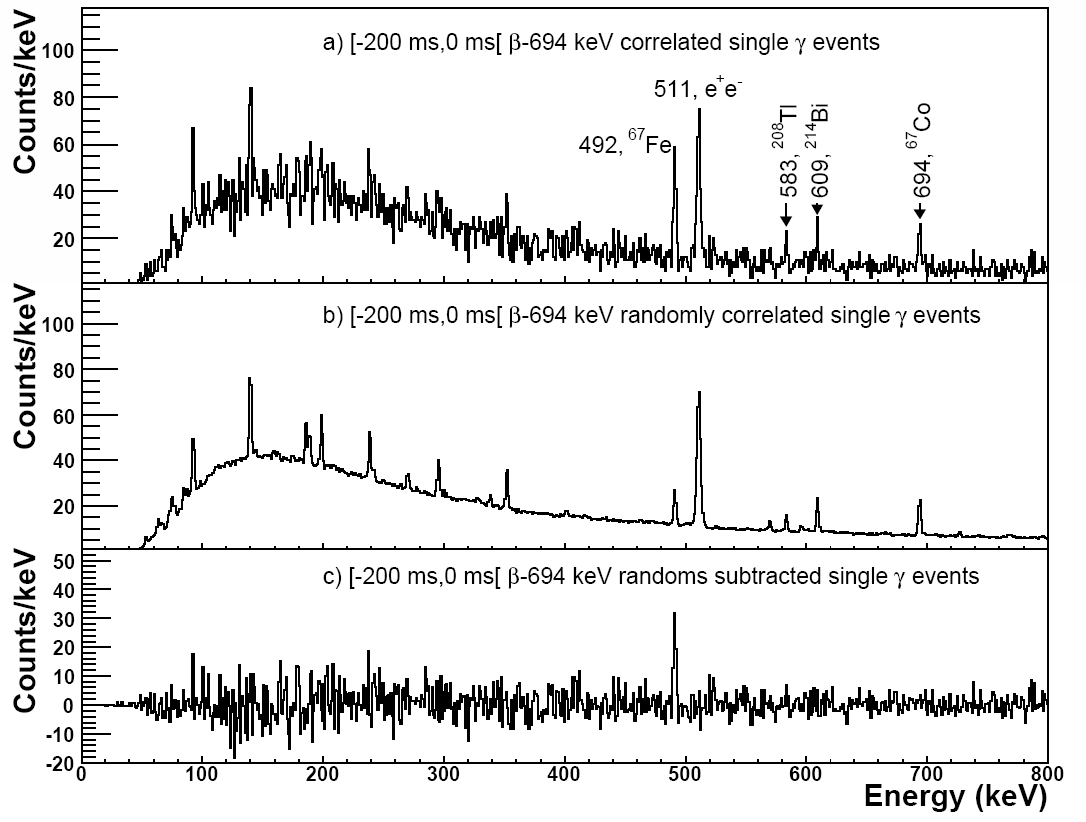 Counts/keV
100
80
60
40
20
a) [-200 ms,0 ms[ β-694 keV correlated single γ events
511, e⁺e⁻
492, ⁶⁷Fe
583, ²⁰⁸Tl
609, ²¹⁴Bi
694, ⁶⁷Co
Counts/keV
100
80
60
40
20
b) [-200 ms,0 ms[ β-694 keV randomly correlated single γ events
Counts/keV
50
40
30
20
10
0
-10
-20
c) [-200 ms,0 ms[ β-694 keV randoms subtracted single γ events
0 100 200 300 400 500 600 700 800
Energy (keV)